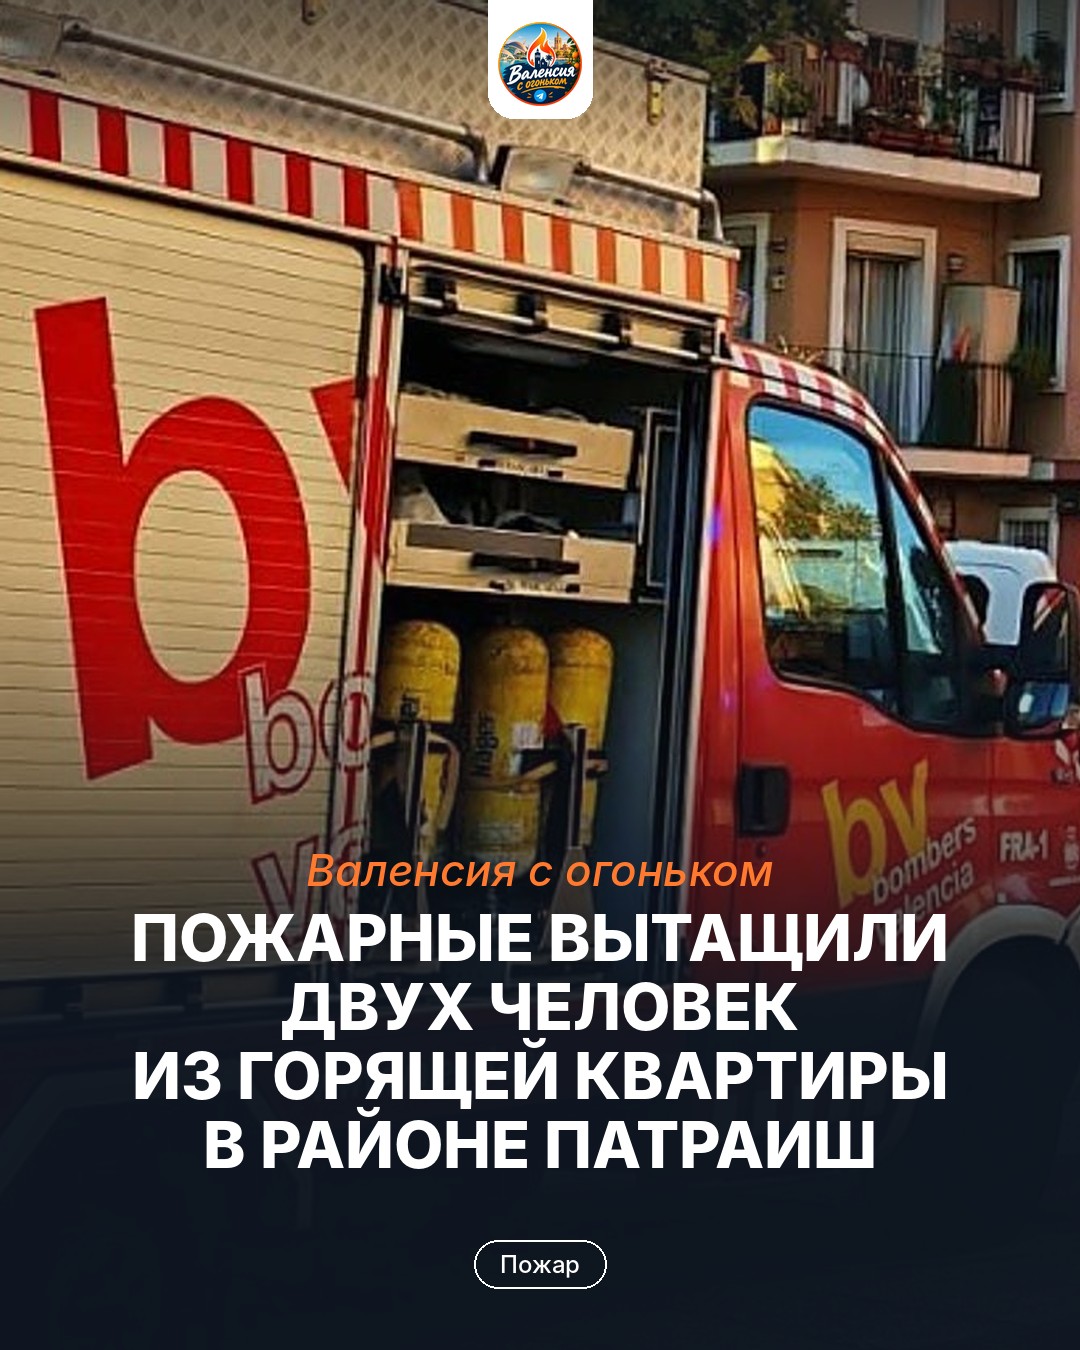 Валенсия
с огоньком
bv
bv
bombers
valencia
FRA-1
Валенсия с огоньком
ПОЖАРНЫЕ ВЫТАЩИЛИ
ДВУХ ЧЕЛОВЕК
ИЗ ГОРЯЩЕЙ КВАРТИРЫ
В РАЙОНЕ ПАТРАИШ
Пожар